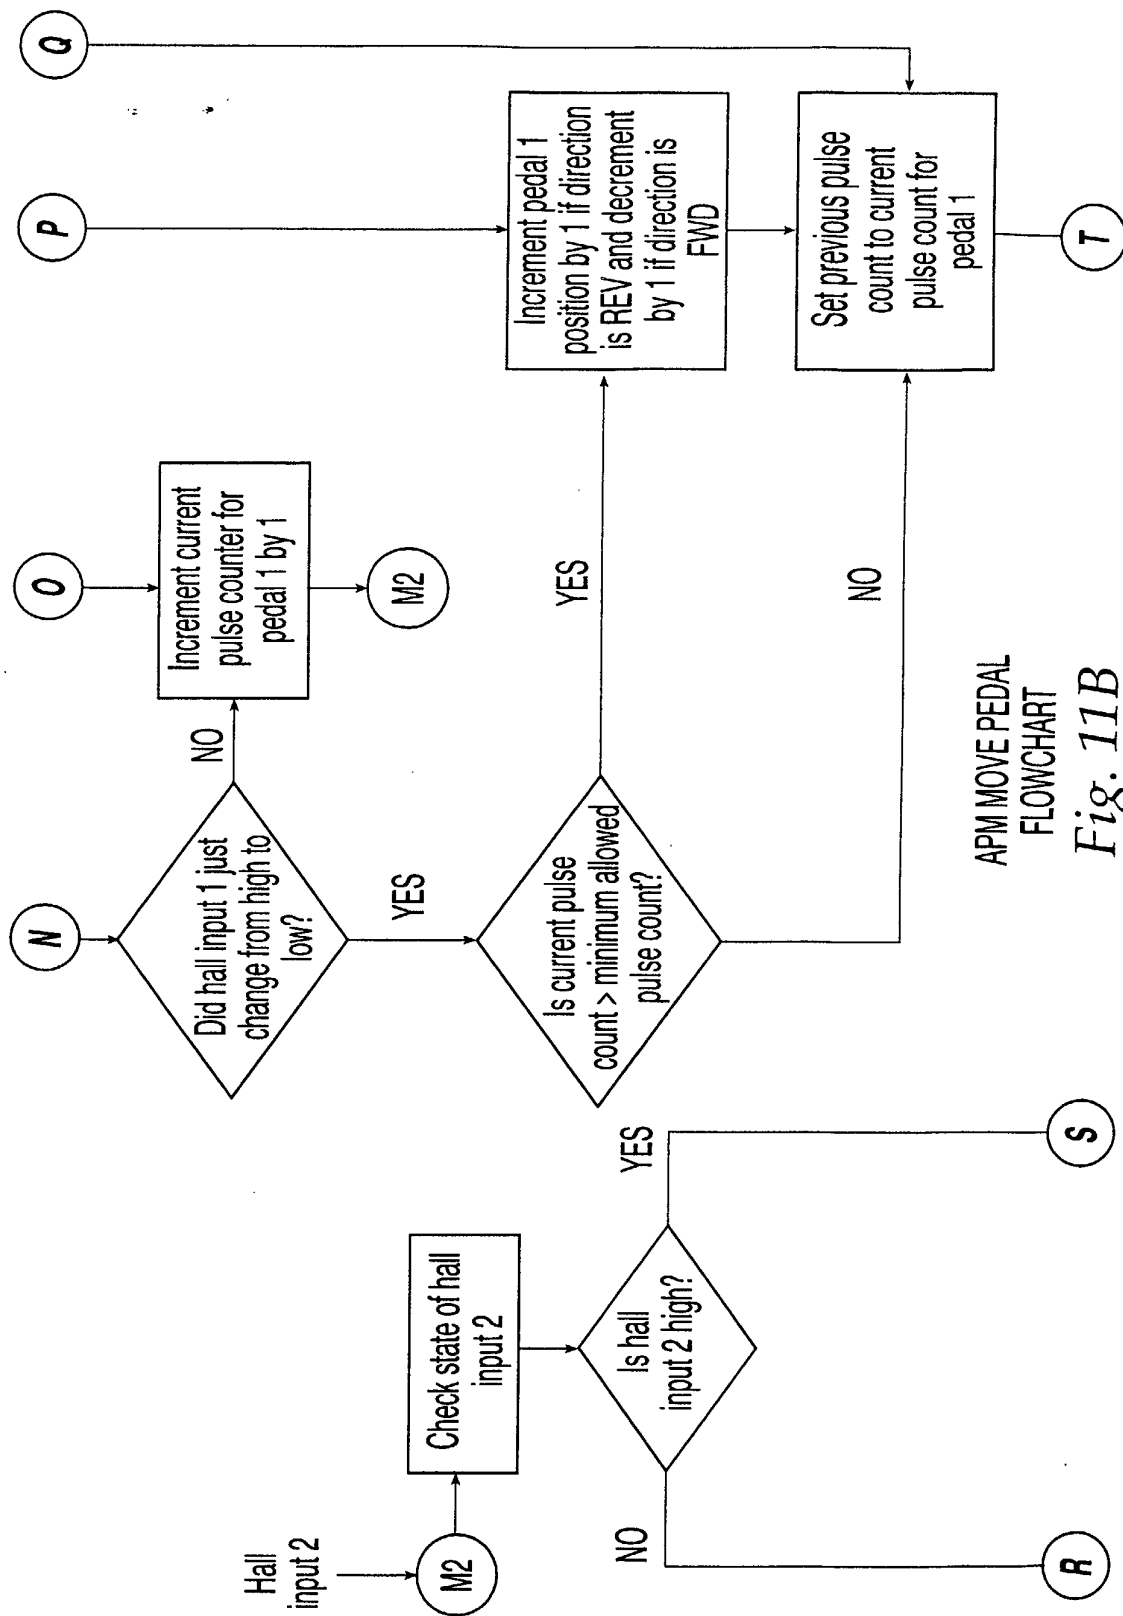 N
O
P
Q
Did hall input 1 just
change from high to
low?
NO
Increment current
pulse counter for
pedal 1 by 1
M2
YES
Is current pulse
count > minimum allowed
pulse count?
YES
Increment pedal 1
position by 1 if direction
is REV and decrement
by 1 if direction is
FWD
NO
Set previous pulse
count to current
pulse count for
pedal 1
T
Hall
input 2
M2
Check state of hall
input 2
Is hall
input 2 high?
NO
YES
R
S
APM MOVE PEDAL
FLOWCHART
Fig. 11B